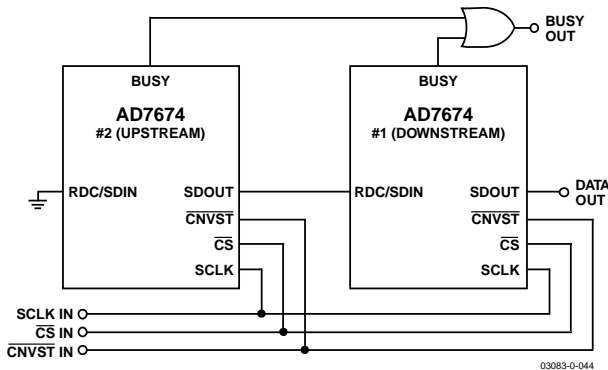 BUSY
OUT
BUSY
AD7674
#2 (UPSTREAM)
RDC/SDIN
SDOUT
CNVST
CS
SCLK
BUSY
AD7674
#1 (DOWNSTREAM)
RDC/SDIN
SDOUT
CNVST
CS
SCLK
DATA
OUT
SCLK IN
CS IN
CNVST IN
03083-0-044